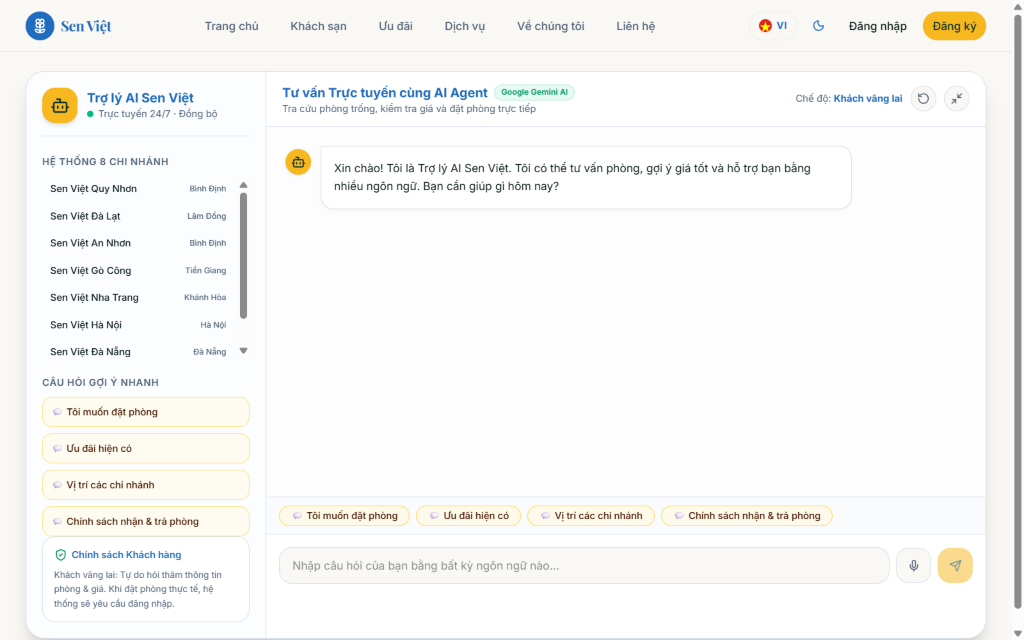 Sen Việt
Trang chủ
Khách sạn
Ưu đãi
Dịch vụ
Về chúng tôi
Liên hệ
VI
Đăng nhập
Đăng ký
Trợ lý AI Sen Việt
Trực tuyến 24/7 · Đồng bộ
HỆ THỐNG 8 CHI NHÁNH
Sen Việt Quy Nhơn Bình Định
Sen Việt Đà Lạt Lâm Đồng
Sen Việt An Nhơn Bình Định
Sen Việt Gò Công Tiền Giang
Sen Việt Nha Trang Khánh Hòa
Sen Việt Hà Nội Hà Nội
Sen Việt Đà Nẵng Đà Nẵng
CÂU HỎI GỢI Ý NHANH
Tôi muốn đặt phòng
Ưu đãi hiện có
Vị trí các chi nhánh
Chính sách nhận & trả phòng
Chính sách Khách hàng
Khách vãng lai: Tự do hỏi thăm thông tin
phòng & giá. Khi đặt phòng thực tế, hệ
thống sẽ yêu cầu đăng nhập.
Tư vấn Trực tuyến cùng AI Agent Google Gemini AI
Tra cứu phòng trống, kiểm tra giá và đặt phòng trực tiếp
Chế độ: Khách vãng lai
Xin chào! Tôi là Trợ lý AI Sen Việt. Tôi có thể tư vấn phòng, gợi ý giá tốt và hỗ trợ bạn bằng
nhiều ngôn ngữ. Bạn cần giúp gì hôm nay?
Tôi muốn đặt phòng
Ưu đãi hiện có
Vị trí các chi nhánh
Chính sách nhận & trả phòng
Nhập câu hỏi của bạn bằng bất kỳ ngôn ngữ nào...